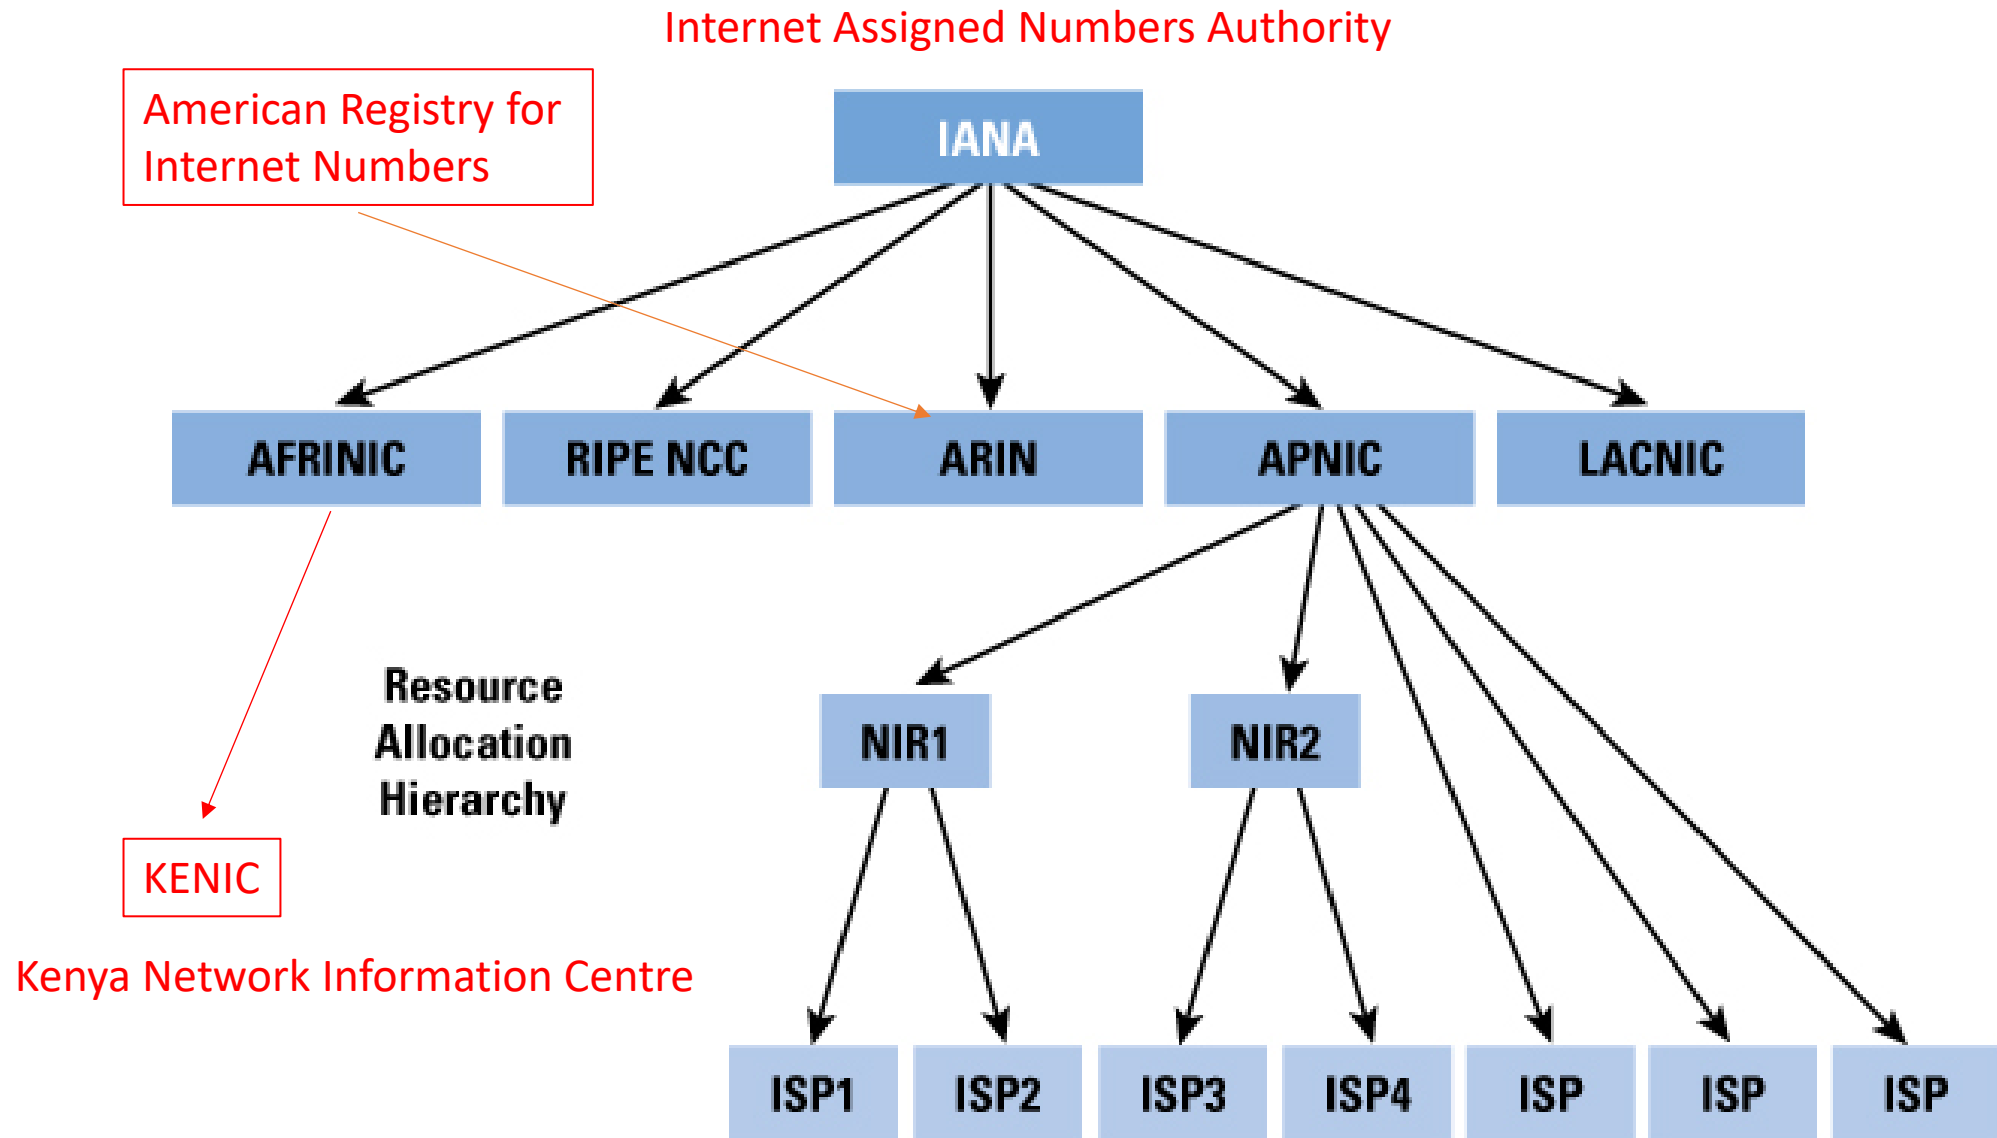 Internet Assigned Numbers Authority
American Registry for
Internet Numbers
IANA
AFRINIC
RIPE NCC
ARIN
APNIC
LACNIC
Resource
Allocation
Hierarchy
NIR1
NIR2
KENIC
Kenya Network Information Centre
ISP1
ISP2
ISP3
ISP4
ISP
ISP
ISP